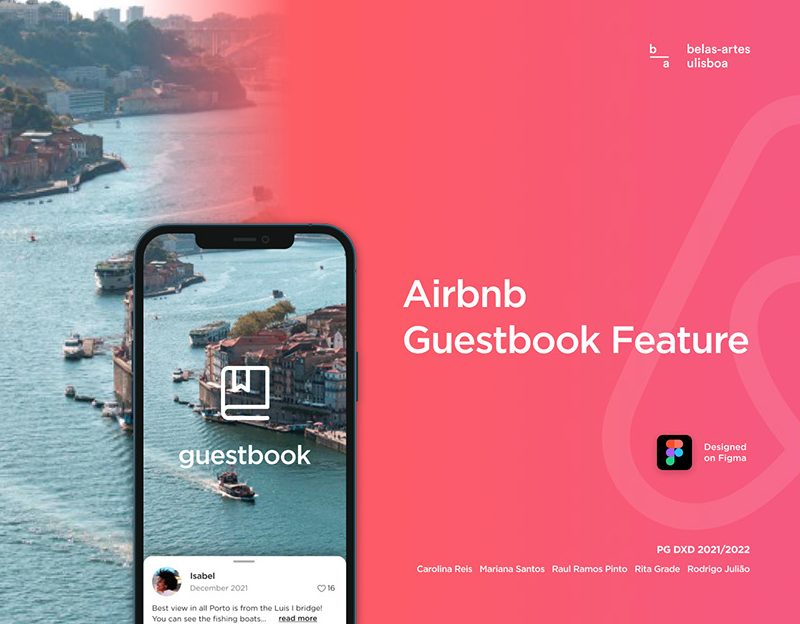 b
a
belas-artes
ulisboa
Airbnb
Guestbook Feature
guestbook
Designed
on Figma
Isabel
December 2021
16
Best view in all Porto is from the Luis I bridge!
You can see the fishing boats... read more
PG DXD 2021/2022
Carolina Reis Mariana Santos Raul Ramos Pinto Rita Grade Rodrigo Julião